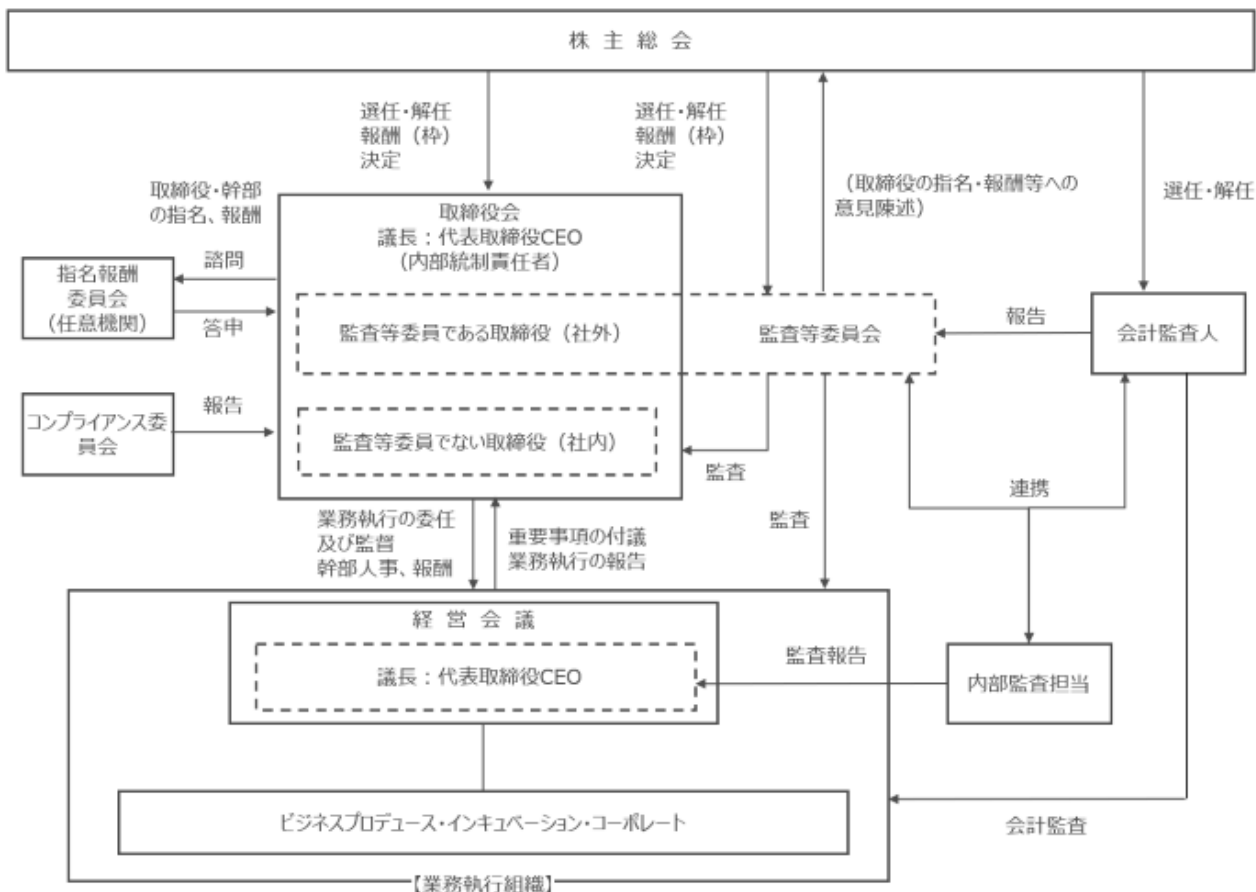 株 主 総 会
選任・解任
報酬（枠）
決定
選任・解任
報酬（枠）
決定
（取締役の指名・報酬等への
意見陳述）
選任・解任
取締役・幹部
の指名、報酬
諮問
答申
指名報酬
委員会
（任意機関）
取締役会
議長：代表取締役CEO
（内部統制責任者）
監査等委員である取締役（社外）
監査等委員会
報告
会計監査人
コンプライアンス委
員会
報告
監査等委員でない取締役（社内）
監査
監査
連携
業務執行の委任
及び監督
幹部人事、報酬
重要事項の付議
業務執行の報告
経 営 会 議
議長：代表取締役CEO
監査報告
内部監査担当
ビジネスプロデュース・インキュベーション・コーポレート
会計監査
【業務執行組織】